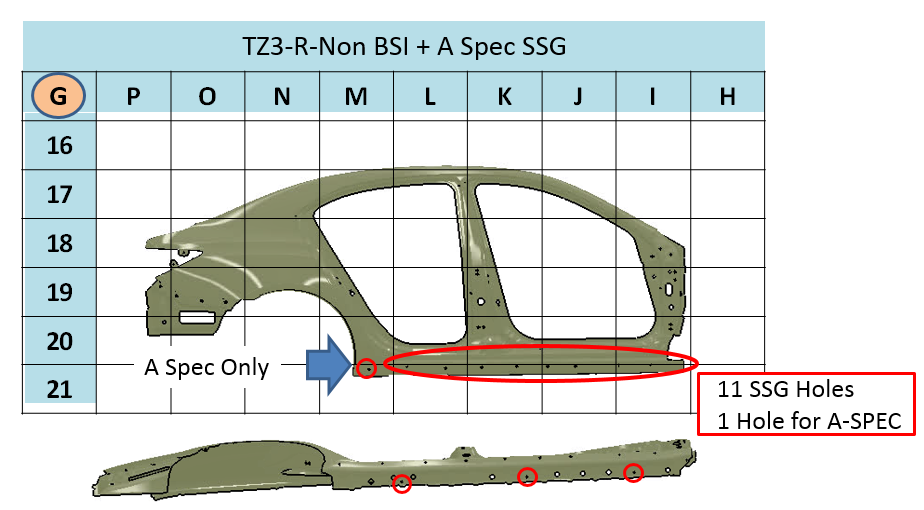 TZ3-R-Non BSI + A Spec SSG
G P O N M L K J I H
16
17
18
19
20
A Spec Only
21
11 SSG Holes
1 Hole for A-SPEC